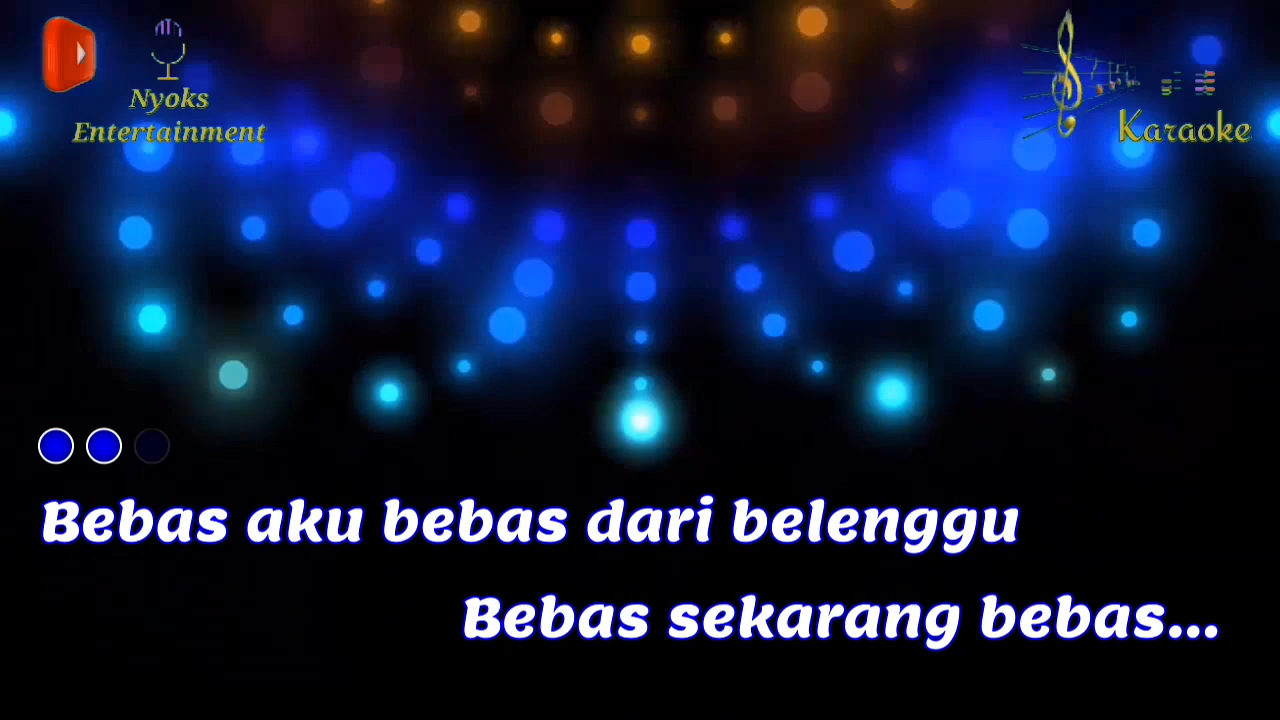 Nyoks
Entertainment
Karaoke
Bebas aku bebas dari belenggu
Bebas sekarang bebas...